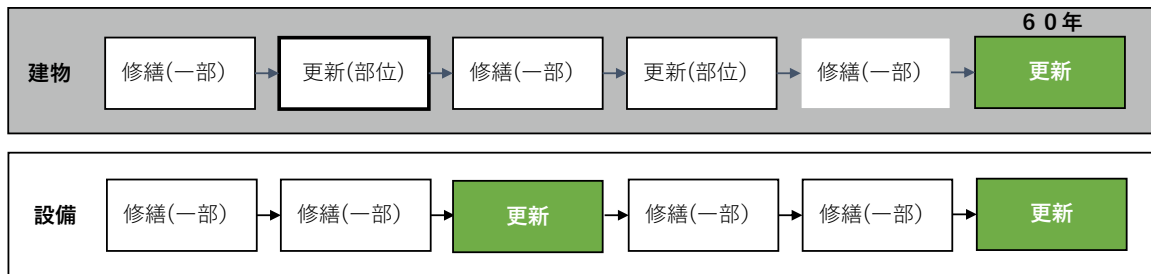 60年
建物
修繕(一部)
更新(部位)
修繕(一部)
更新(部位)
修繕(一部)
更新
設備
修繕(一部)
修繕(一部)
更新
修繕(一部)
修繕(一部)
更新